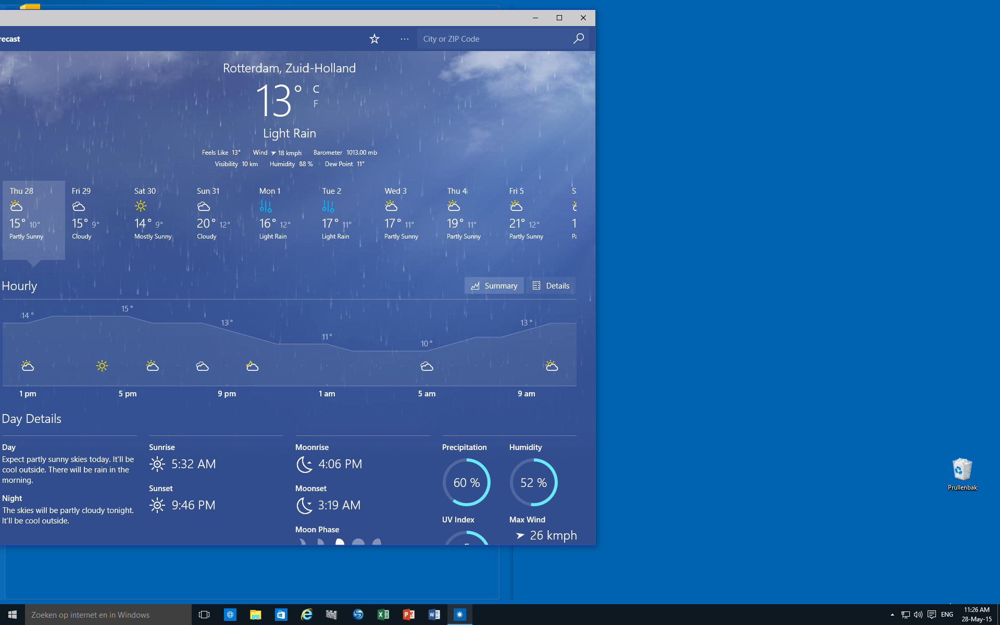 recast
City or ZIP Code
Rotterdam, Zuid-Holland
13° C
F
Light Rain
Feels Like 13° Wind 18 kmph Barometer 1013.00 mb
Visibility 10 km Humidity 88 % Dew Point 11°
Thu 28 Fri 29 Sat 30 Sun 31 Mon 1 Tue 2 Wed 3 Thu 4 Fri 5 S
15° 10° 15° 9° 14° 9° 20° 12° 16° 12° 17° 11° 17° 11° 19° 11° 21° 12° 1
Partly Sunny Cloudy Mostly Sunny Cloudy Light Rain Light Rain Partly Sunny Partly Sunny Partly Sunny Pa
Hourly Summary Details
14° 15° 13° 11° 10° 13°
1 pm 5 pm 9 pm 1 am 5 am 9 am
Day Details
Day
Expect partly sunny skies today. It'll be
cool outside. There will be rain in the
morning.
Night
The skies will be partly cloudy tonight.
It'll be cool outside.
Sunrise
5:32 AM
Sunset
9:46 PM
Moonrise
4:06 PM
Moonset
3:19 AM
Moon Phase
Precipitation
60 %
Humidity
52 %
UV Index
Max Wind
26 kmph
Prullenbak
Zoeken op internet en in Windows
ENG
11:26 AM
28-May-15